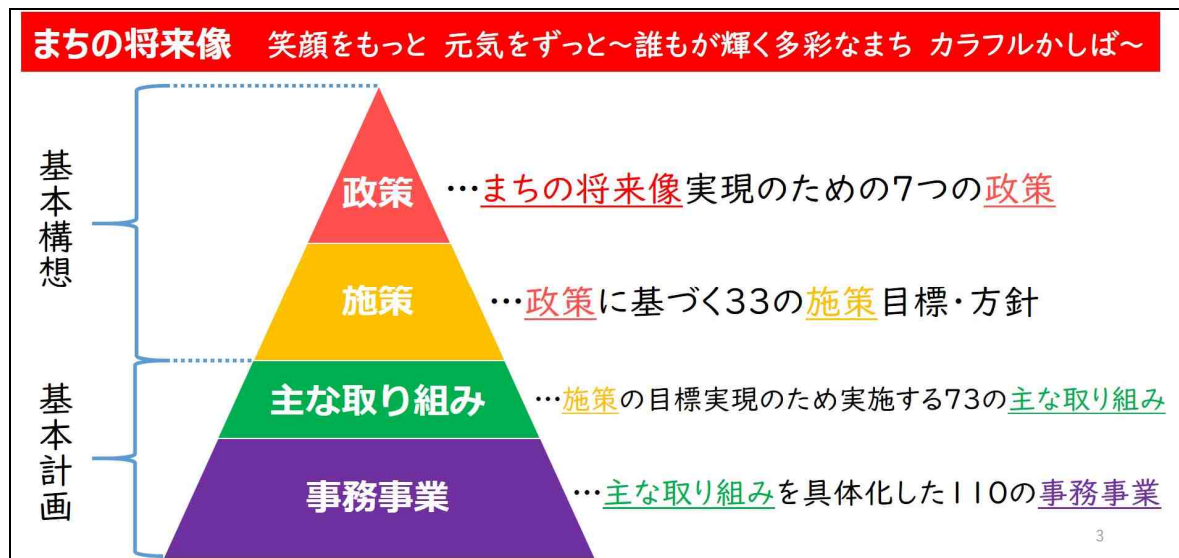 まちの将来像 笑顔をもっと 元気をずっと～誰もが輝く多彩なまち カラフルかしば～
基本構想
政策 …まちの将来像実現のための7つの政策
施策 …政策に基づく33の施策目標・方針
基本計画
主な取り組み …施策の目標実現のため実施する73の主な取り組み
事務事業 …主な取り組みを具体化した110の事務事業
3